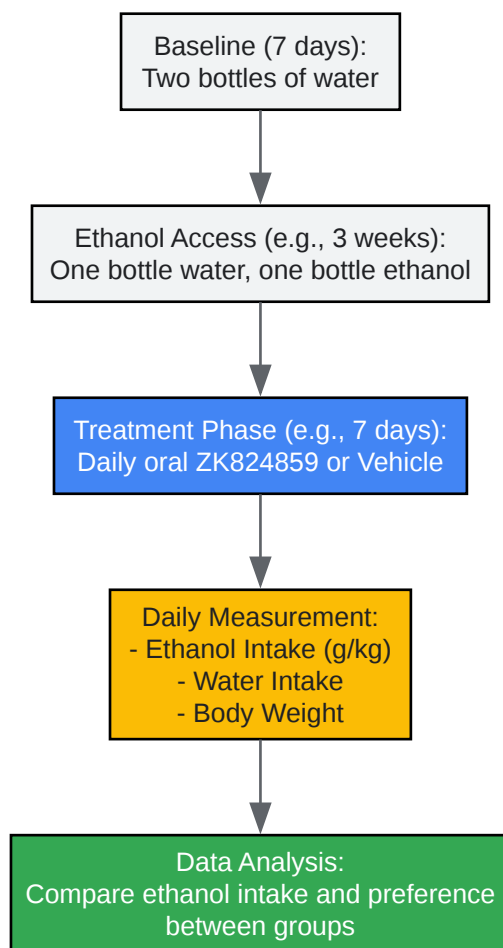 Baseline (7 days):
Two bottles of water
Ethanol Access (e.g., 3 weeks):
One bottle water, one bottle ethanol
Treatment Phase (e.g., 7 days):
Daily oral ZK824859 or Vehicle
Daily Measurement:
- Ethanol Intake (g/kg)
- Water Intake
- Body Weight
Data Analysis:
Compare ethanol intake and preference
between groups